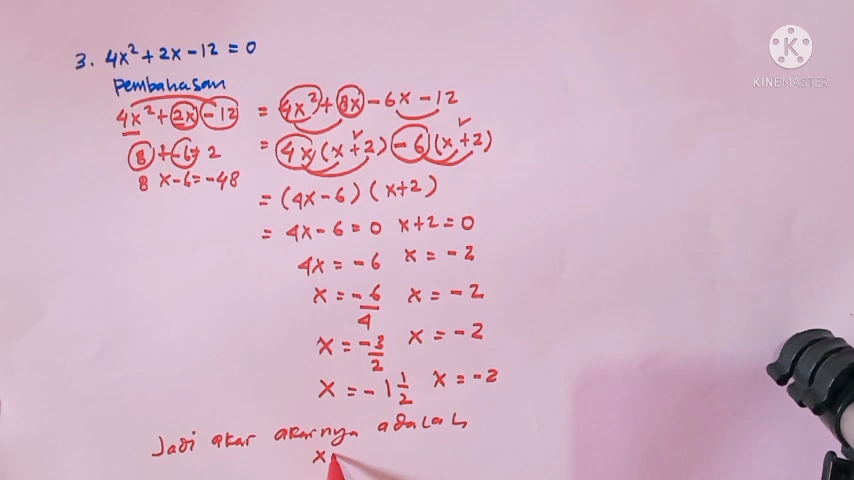 3. 4x² + 2x - 12 = 0
Pembahasan
4x² + 2x - 12 = 4x² + 8x - 6x - 12
8 + -6 = 2 = 4x (x+2) - 6 (x+2)
8 x -6 = -48 = (4x - 6) (x+2)
= 4x - 6 = 0 x + 2 = 0
4x = -6 x = -2
x = -6/4 x = -2
x = -3/2 x = -2
x = -1 1/2 x = -2
Jadi akar akarnya adalah
x
K
KINEMASTER